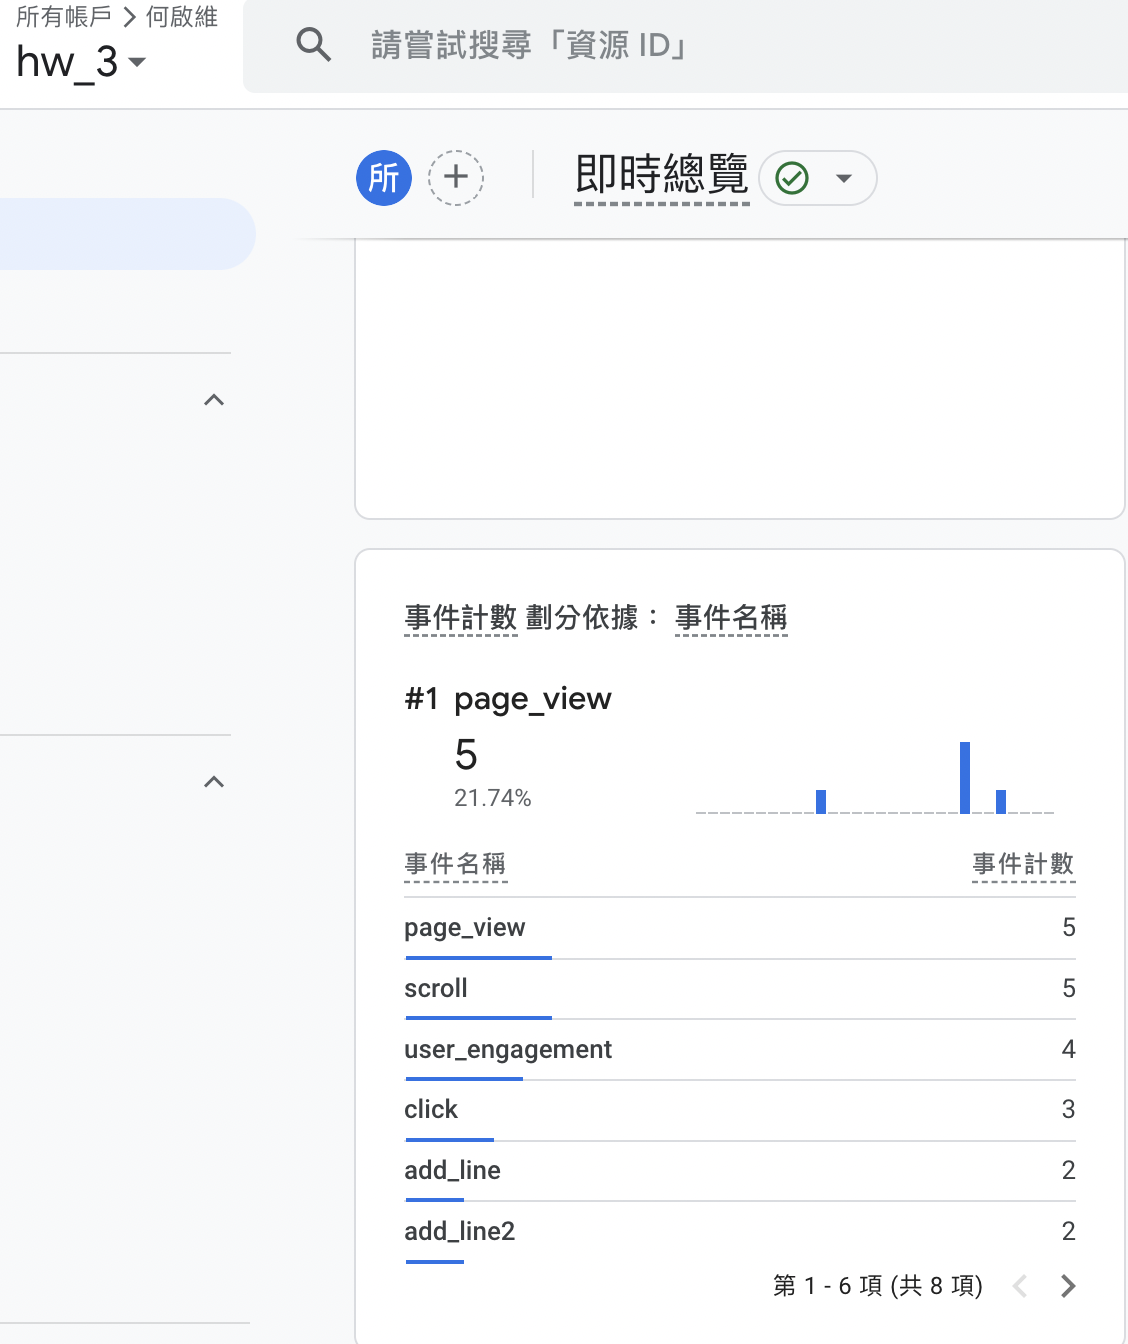 所有帳戶 > 何啟維
hw_3
請嘗試搜尋「資源 ID」
所
即時總覽
事件計數 劃分依據： 事件名稱
#1 page_view
5
21.74%
事件名稱 事件計數
page_view 5
scroll 5
user_engagement 4
click 3
add_line 2
add_line2 2
第 1 - 6 項 (共 8 項)